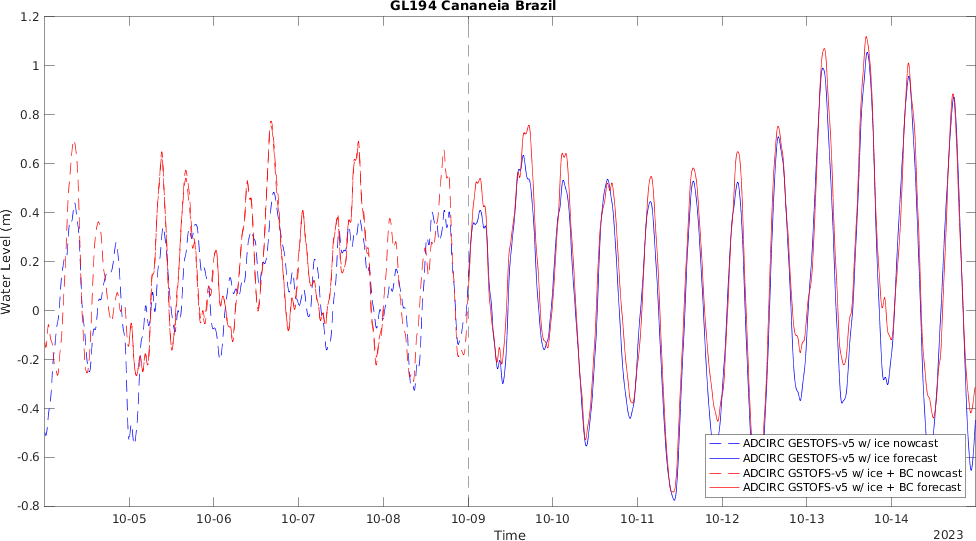 GL194 Cananeia Brazil
1.2
1
0.8
0.6
0.4
0.2
0
-0.2
-0.4
-0.6
-0.8
Water Level (m)
ADCIRC GESTOFS-v5 w/ ice nowcast
ADCIRC GESTOFS-v5 w/ ice forecast
ADCIRC GSTOFS-v5 w/ ice + BC nowcast
ADCIRC GSTOFS-v5 w/ ice + BC forecast
10-05 10-06 10-07 10-08 10-09 10-10 10-11 10-12 10-13 10-14
Time
2023